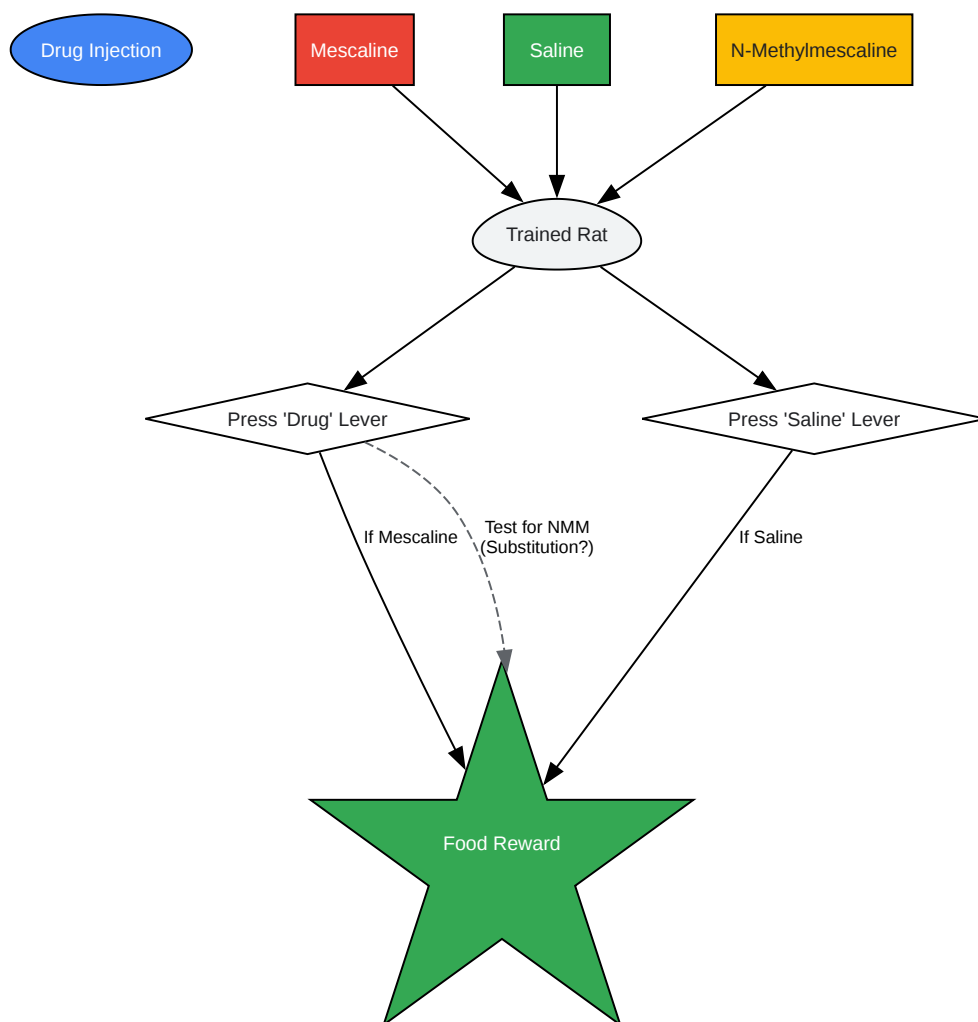 Drug Injection
Mescaline
Saline
N-Methylmescaline
Trained Rat
Press 'Drug' Lever
Press 'Saline' Lever
If Mescaline
Test for NMM
(Substitution?)
If Saline
Food Reward